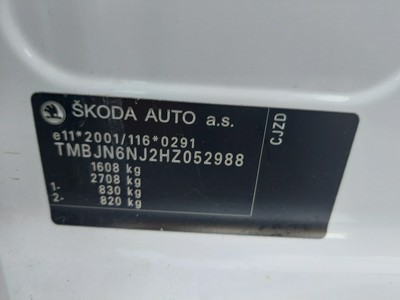 ŠKODA AUTO a.s.
e11*2001/116*0291
TMBJN6NJ2HZ052988
1608 kg
2708 kg
1- 830 kg
2- 820 kg
CJZD